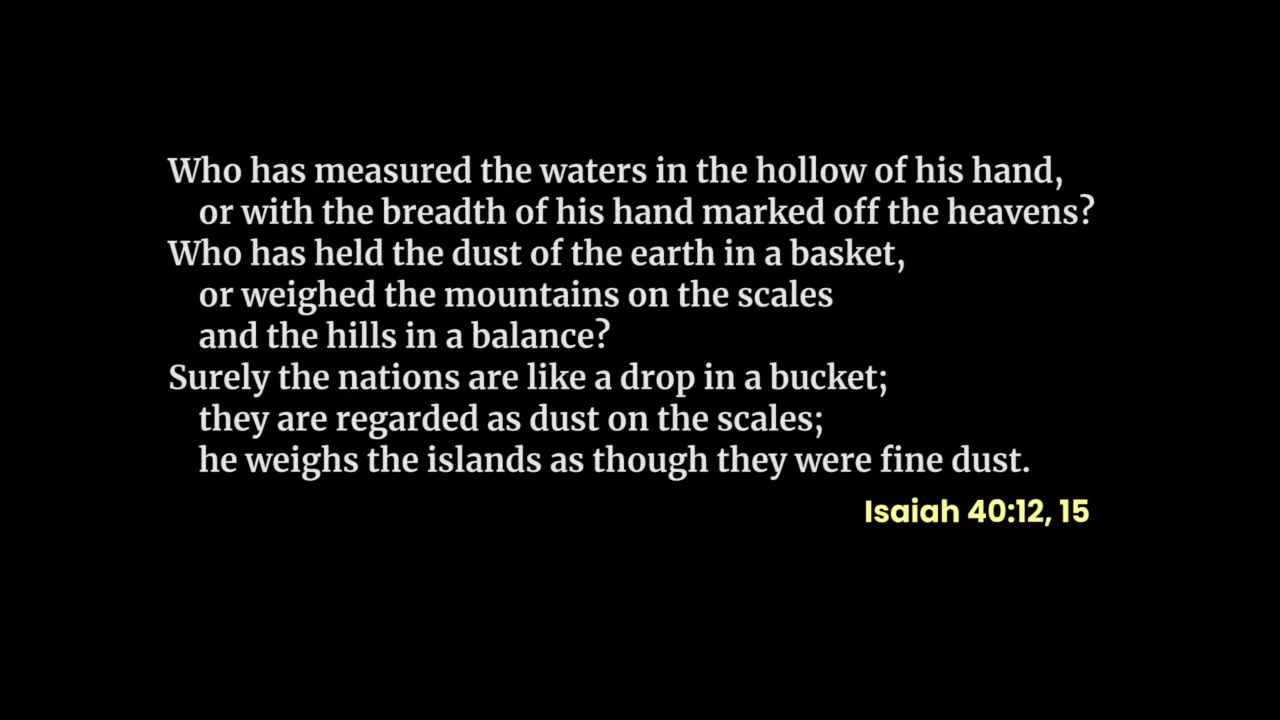 Who has measured the waters in the hollow of his hand,
or with the breadth of his hand marked off the heavens?
Who has held the dust of the earth in a basket,
or weighed the mountains on the scales
and the hills in a balance?
Surely the nations are like a drop in a bucket;
they are regarded as dust on the scales;
he weighs the islands as though they were fine dust.
Isaiah 40:12, 15